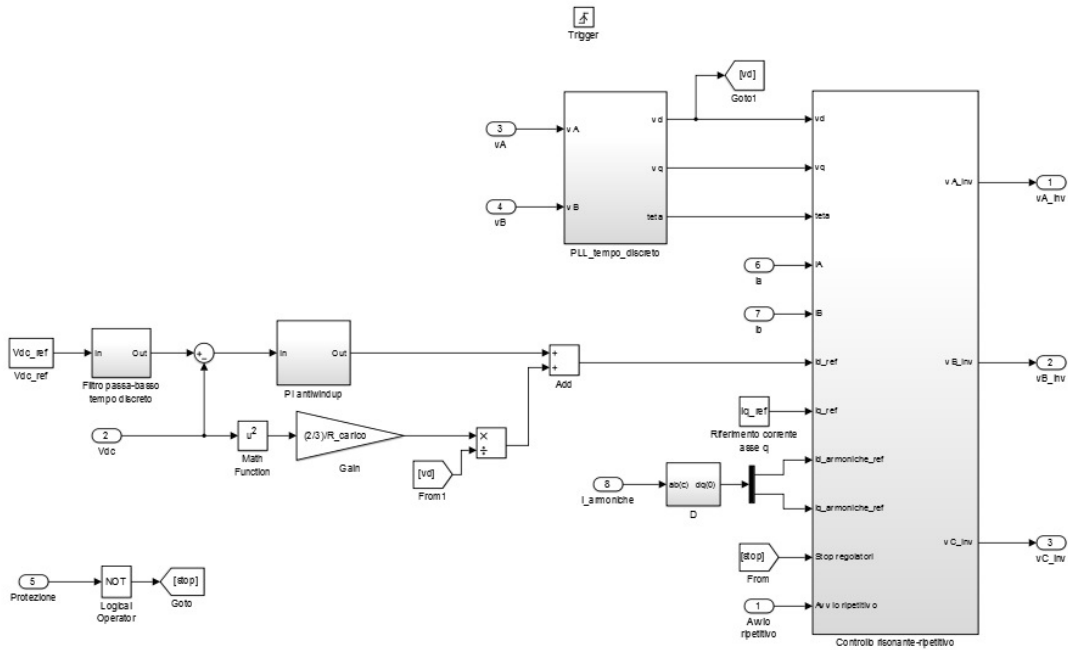 Trigger
[vd]
Goto1
3
vA
vA
vd
vd
4
vB
vB
vq
vq
teta
teta
PLL_tempo_discreto
vA_inv
1
vA_inv
6
Ia
IA
7
Ib
IB
Vdc_ref
Vdc_ref
In
Out
Filtro passa-basso
tempo discreto
+
-
In
Out
PI antiwindup
+
+
Add
Id_ref
vB_inv
2
vB_inv
2
Vdc
u²
Math
Function
(2/3)/R_carico
Gain
×
÷
[vd]
From1
Iq_ref
Riferimento corrente
asse q
Iq_ref
Id_armoniche_ref
8
I_armoniche
ab(c)
dq(0)
D
Iq_armoniche_ref
vC_inv
3
vC_inv
[stop]
From
Stop regolatori
5
Protezione
NOT
Logical
Operator
[stop]
Goto
1
Avvio
ripetitivo
Avvio ripetitivo
Controllo risonante-ripetitivo